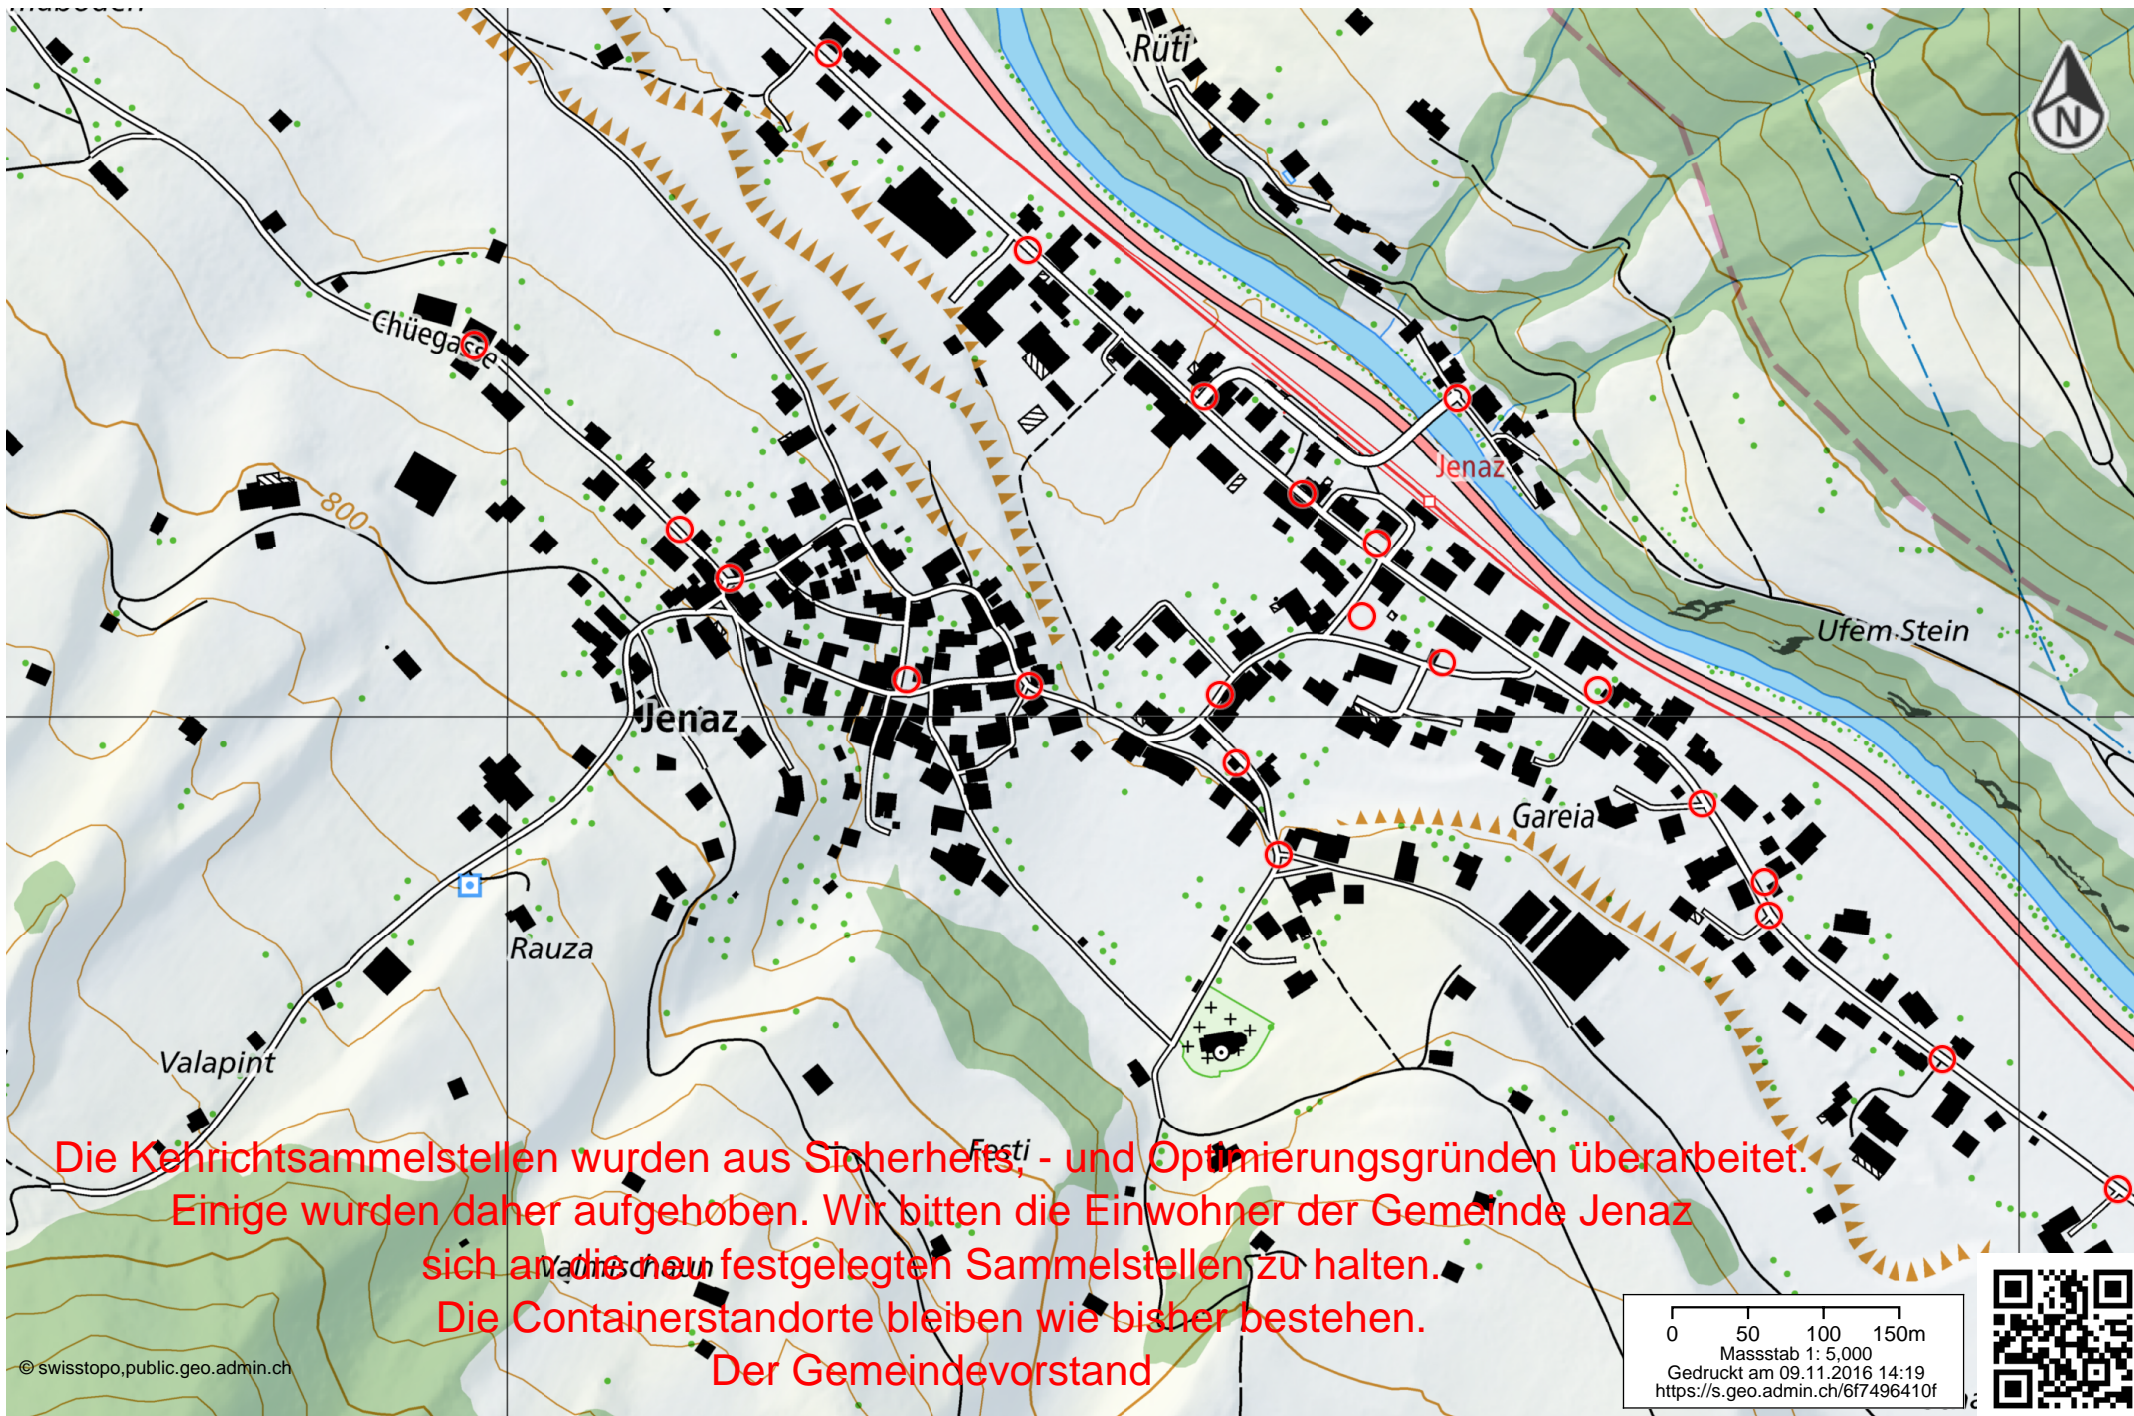 Rüti
N
Chüegasse
Jenaz
800
Ufem Stein
Jenaz
Gareia
Rauza
Valapint
Festi
Die Kehrichtsammelstellen wurden aus Sicherheits, - und Optimierungsgründen überarbeitet.
Einige wurden daher aufgehoben. Wir bitten die Einwohner der Gemeinde Jenaz
Valmischaun
sich an die neu festgelegten Sammelstellen zu halten.
Die Containerstandorte bleiben wie bisher bestehen.
Der Gemeindevorstand
0 50 100 150m
Massstab 1: 5,000
Gedruckt am 09.11.2016 14:19
https://s.geo.admin.ch/6f7496410f
© swisstopo,public.geo.admin.ch